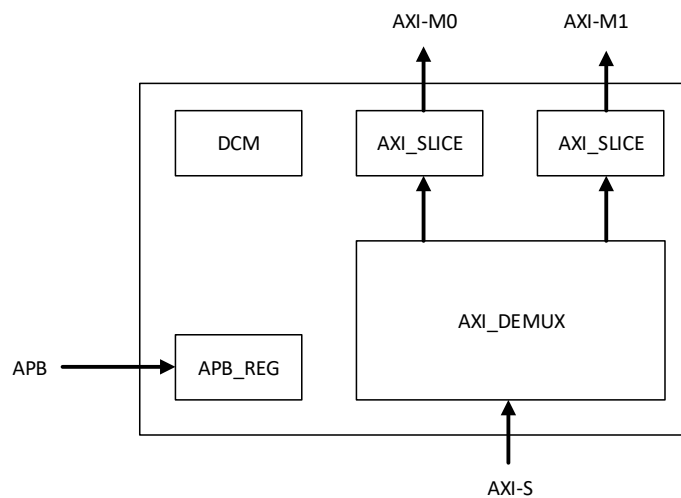 AXI-M0
AXI-M1
DCM
AXI_SLICE
AXI_SLICE
AXI_DEMUX
APB
APB_REG
AXI-S